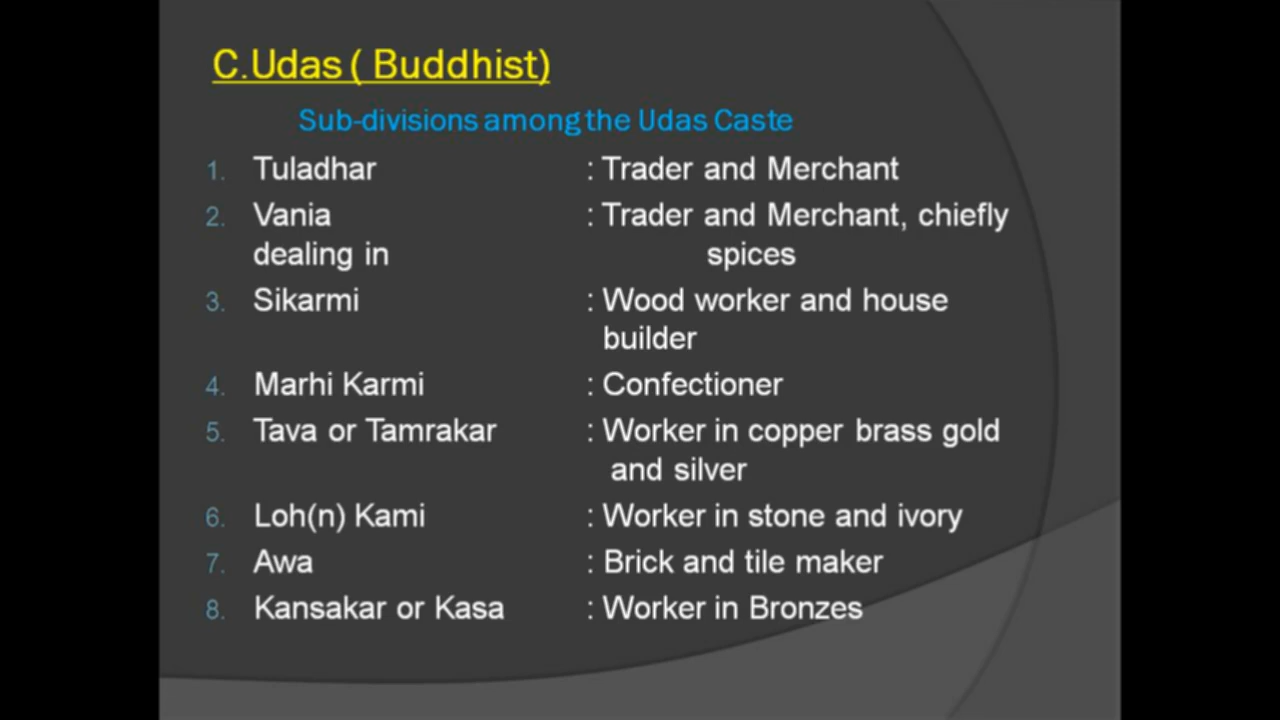 C.Udas ( Buddhist)
Sub-divisions among the Udas Caste
1. Tuladhar : Trader and Merchant
2. Vania : Trader and Merchant, chiefly
dealing in spices
3. Sikarmi : Wood worker and house
builder
4. Marhi Karmi : Confectioner
5. Tava or Tamrakar : Worker in copper brass gold
and silver
6. Loh(n) Kami : Worker in stone and ivory
7. Awa : Brick and tile maker
8. Kansakar or Kasa : Worker in Bronzes